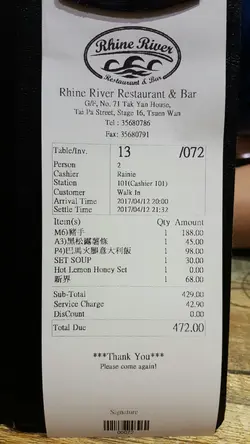 Rhine River
Restaurant & Bar
Rhine River Restaurant & Bar
G/F, No. 21 Tak Yan House,
Tai Pa Street, Stage 16, Tsuen Wan
Tel : 35680786
Fax: 35680791
Table/Inv. 13 /072
Person 2
Cashier Rainie
Station 101(Cashier 101)
Customer Walk In
Arrival Time 2017/04/12 20:00
Settle Time 2017/04/12 21:32
Item(s) Qty Amount
M6)豬手 1 188.00
A3)黑松露薯條 1 45.00
P4)巴馬火腿意大利飯 1 98.00
SET SOUP 1 30.00
Hot Lemon Honey Set 1 0.00
新界 1 68.00
Sub-Total 429.00
Service Charge 42.90
DisCount 0.00
Total Due 472.00
***Thank You***
Please come again!
Signature